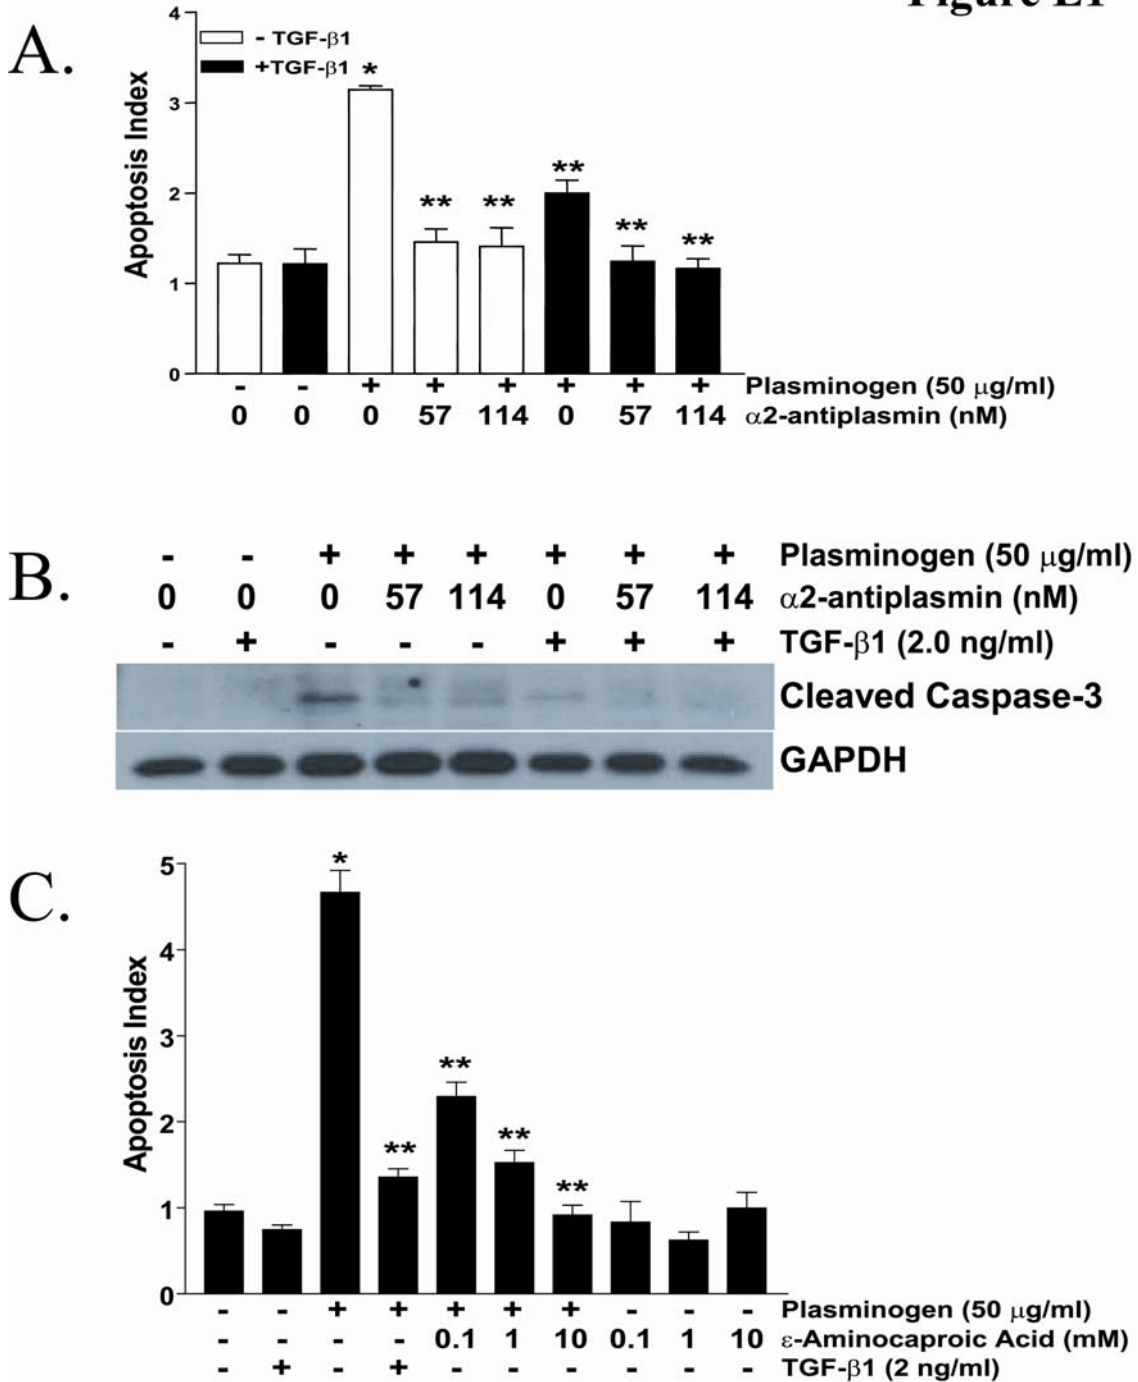 Figure E1
A.
4
- TGF-β1
+TGF-β1
*
3
**
2
** **
**
**
1
0
Apoptosis Index
- - + + + + + + Plasminogen (50 μg/ml)
0 0 0 57 114 0 57 114 α2-antiplasmin (nM)
B.
- - + + + + + + Plasminogen (50 μg/ml)
0 0 0 57 114 0 57 114 α2-antiplasmin (nM)
- + - - - + + + TGF-β1 (2.0 ng/ml)
Cleaved Caspase-3
GAPDH
C.
5
*
4
3
**
2
**
**
**
1
0
Apoptosis Index
- - + + + + + - - - Plasminogen (50 μg/ml)
- - - - 0.1 1 10 0.1 1 10 ε-Aminocaproic Acid (mM)
- + - + - - - - - - TGF-β1 (2 ng/ml)